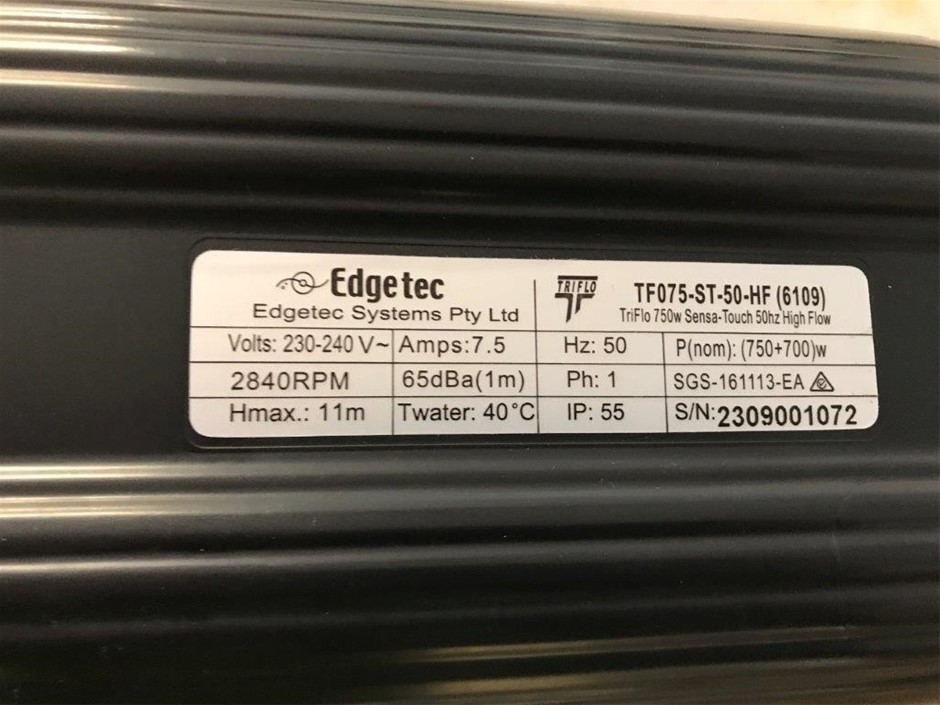 Edgetec
Edgetec Systems Pty Ltd
TRIFLO
TF075-ST-50-HF (6109)
TriFlo 750w Sensa-Touch 50hz High Flow
Volts: 230-240 V~ Amps:7.5 Hz: 50 P(nom): (750+700)w
2840RPM 65dBa(1m) Ph: 1 SGS-161113-EA
Hmax.: 11m Twater: 40°C IP: 55 S/N:2309001072